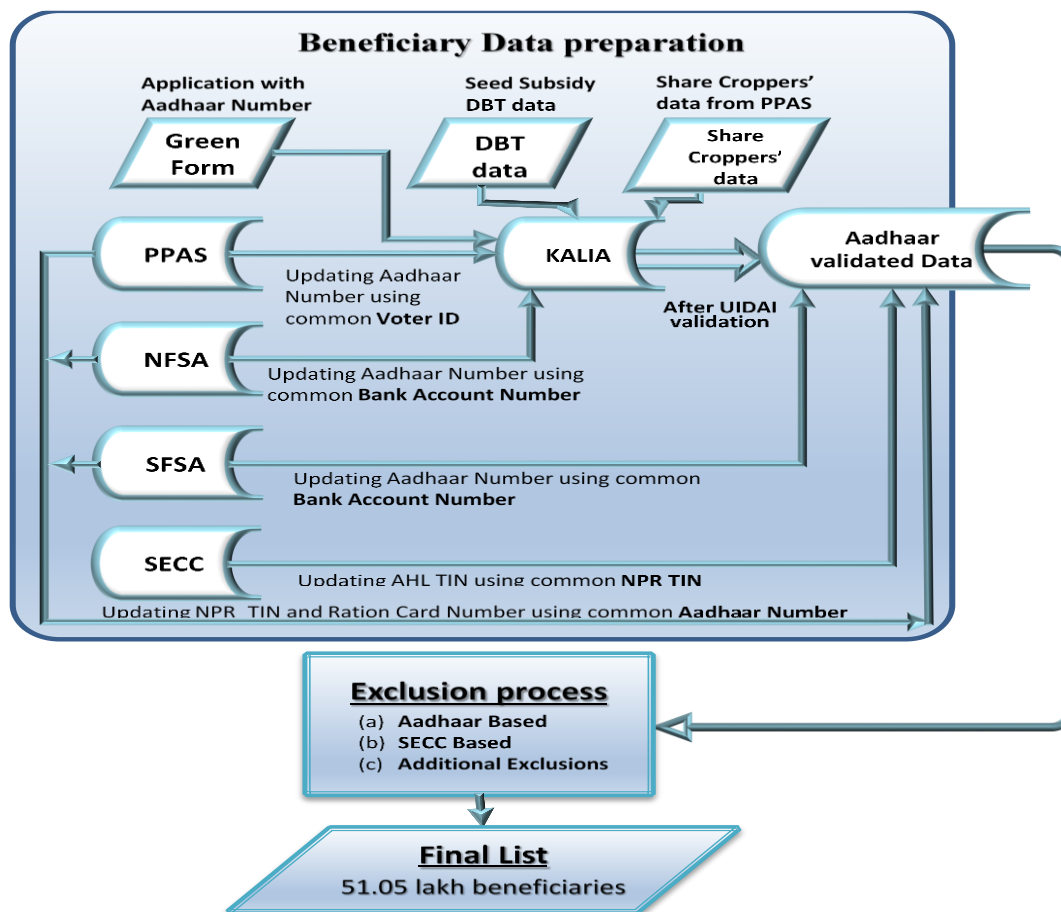 Beneficiary Data preparation
Application with
Aadhaar Number
Seed Subsidy
DBT data
Share Croppers'
data from PPAS
Green
Form
DBT
data
Share
Croppers'
data
PPAS
KALIA
Aadhaar
validated Data
Updating Aadhaar
Number using
common Voter ID
After UIDAI
validation
NFSA
Updating Aadhaar Number using
common Bank Account Number
SFSA
Updating Aadhaar Number using common
Bank Account Number
SECC
Updating AHL TIN using common NPR TIN
Updating NPR TIN and Ration Card Number using common Aadhaar Number
Exclusion process
(a) Aadhaar Based
(b) SECC Based
(c) Additional Exclusions
Final List
51.05 lakh beneficiaries